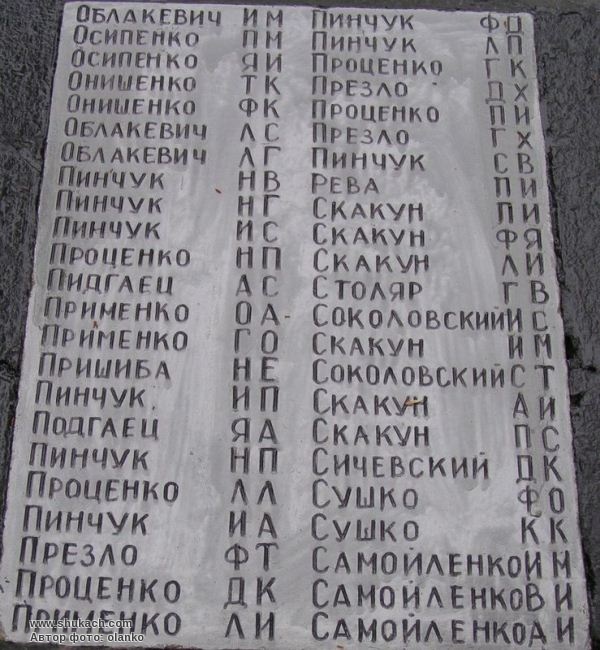 Облакевич И М
Осипенко П М
Осипенко Я И
Онишенко Т К
Онишенко Ф К
Облакевич Л С
Облакевич Л Г
Пинчук Н В
Пинчук Н Г
Пинчук И С
Проценко Н П
Пидгаец А С
Применко О А
Применко Г О
Пришиба Н Е
Пинчук И П
Подгаец Я А
Пинчук Н П
Проценко Л Л
Пинчук И А
Презло Ф Т
Проценко Д К
Применко Л И
Пинчук Ф О
Пинчук Л П
Проценко Г К
Презло Д Х
Проценко П И
Презло Г Х
Пинчук С В
Рева П И
Скакун П И
Скакун Ф Я
Скакун Л И
Столяр Г В
Соколовский И С
Скакун И М
Соколовский С Т
Скакун А И
Скакун П С
Сичевский Д К
Сушко Ф О
Сушко К К
Самойленко И М
Самойленко В И
Самойленко А И
www.shukach.com
Автор фото: olanko